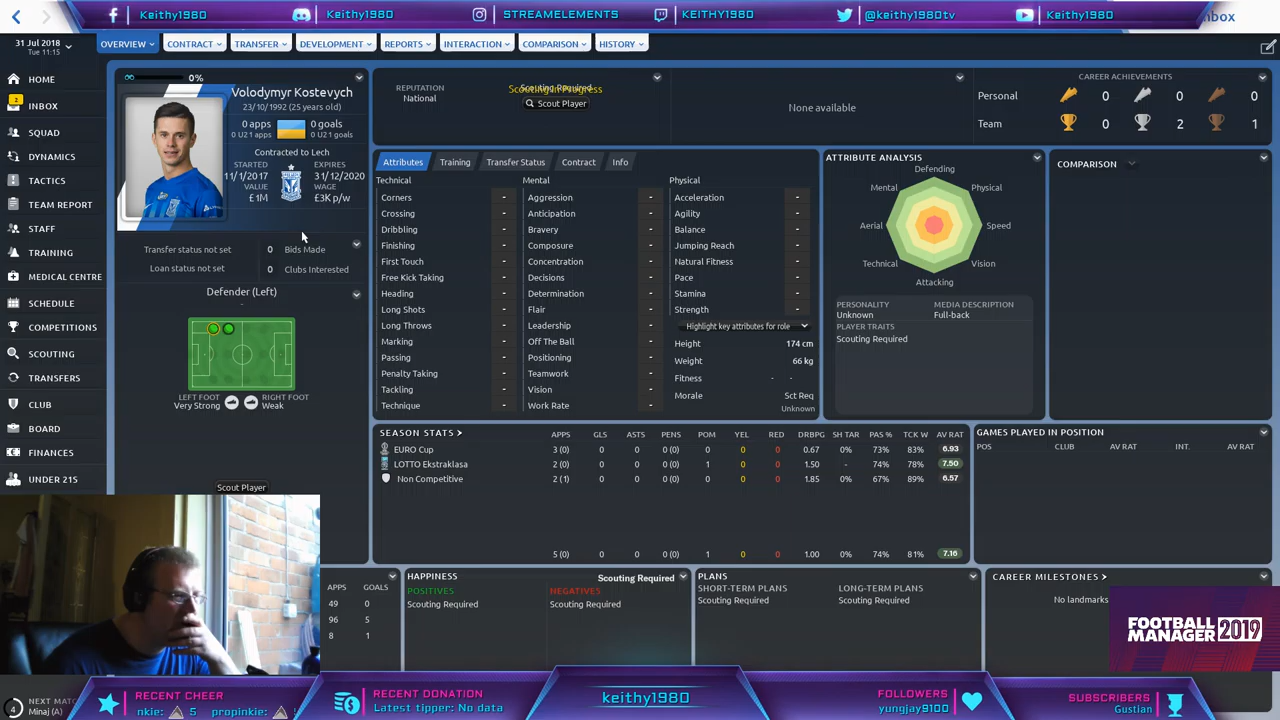 Keithy1980
Keithy1980
STREAMELEMENTS
KEITHY1980
@keithy1980tv
Keithy1980
nbox
31 Jul 2018
Tue 11:15
OVERVIEW
CONTRACT
TRANSFER
DEVELOPMENT
REPORTS
INTERACTION
COMPARISON
HISTORY
HOME
2
INBOX
SQUAD
DYNAMICS
TACTICS
TEAM REPORT
STAFF
TRAINING
MEDICAL CENTRE
SCHEDULE
COMPETITIONS
SCOUTING
TRANSFERS
CLUB
BOARD
FINANCES
UNDER 21S
0%
Volodymyr Kostevych
23/10/1992 (25 years old)
0 apps 0 goals
0 U21 apps 0 U21 goals
Contracted to Lech
STARTED EXPIRES
11/1/2017 31/12/2020
VALUE WAGE
£1M £3K p/w
Transfer status not set 0 Bids Made
Loan status not set 0 Clubs Interested
Defender (Left)
-
LEFT FOOT RIGHT FOOT
Very Strong Weak
Scout Player
REPUTATION
National
Scouting In Progress
Scout Player
None available
CAREER ACHIEVEMENTS
Personal 0 0 0
Team 0 2 1
Attributes Training Transfer Status Contract Info
Technical Mental Physical
Corners - Aggression - Acceleration -
Crossing - Anticipation - Agility -
Dribbling - Bravery - Balance -
Finishing - Composure - Jumping Reach -
First Touch - Concentration - Natural Fitness -
Free Kick Taking - Decisions - Pace -
Heading - Determination - Stamina -
Long Shots - Flair - Strength -
Long Throws - Leadership - Highlight key attributes for role
Marking - Off The Ball -
Passing - Positioning - Height 174 cm
Penalty Taking - Teamwork - Weight 66 kg
Tackling - Vision - Fitness - -
Technique - Work Rate - Morale Sct Req
Unknown
ATTRIBUTE ANALYSIS
Defending
Mental Physical
Aerial Speed
Technical Vision
Attacking
PERSONALITY MEDIA DESCRIPTION
Unknown Full-back
PLAYER TRAITS
Scouting Required
COMPARISON
SEASON STATS > APPS GLS ASTS PENS POM YEL RED DRBPG SH TAR PAS % TCK W AV RAT
EURO Cup 3 (0) 0 0 0 (0) 0 0 0 0.67 0% 73% 83% 6.93
LOTTO Ekstraklasa 2 (0) 0 0 0 (0) 1 0 0 1.50 - 74% 78% 7.50
Non Competitive 2 (1) 0 0 0 (0) 0 0 0 1.85 0% 67% 89% 6.57
5 (0) 0 0 0 (0) 1 0 0 1.00 0% 74% 81% 7.16
GAMES PLAYED IN POSITION
POS CLUB AV RAT INT. AV RAT
APPS GOALS
49 0
96 5
8 1
HAPPINESS Scouting Required
POSITIVES NEGATIVES
Scouting Required Scouting Required
PLANS
SHORT-TERM PLANS LONG-TERM PLANS
Scouting Required Scouting Required
CAREER MILESTONES >
No landmarks
FOOTBALL
MANAGER 2019
4 NEXT MATC
Minaj (A)
RECENT CHEER
nkie: 5 propinkie:
RECENT DONATION
Latest tipper: No data
keithy1980
FOLLOWERS
yungjay9100
SUBSCRIBERS
Gustian